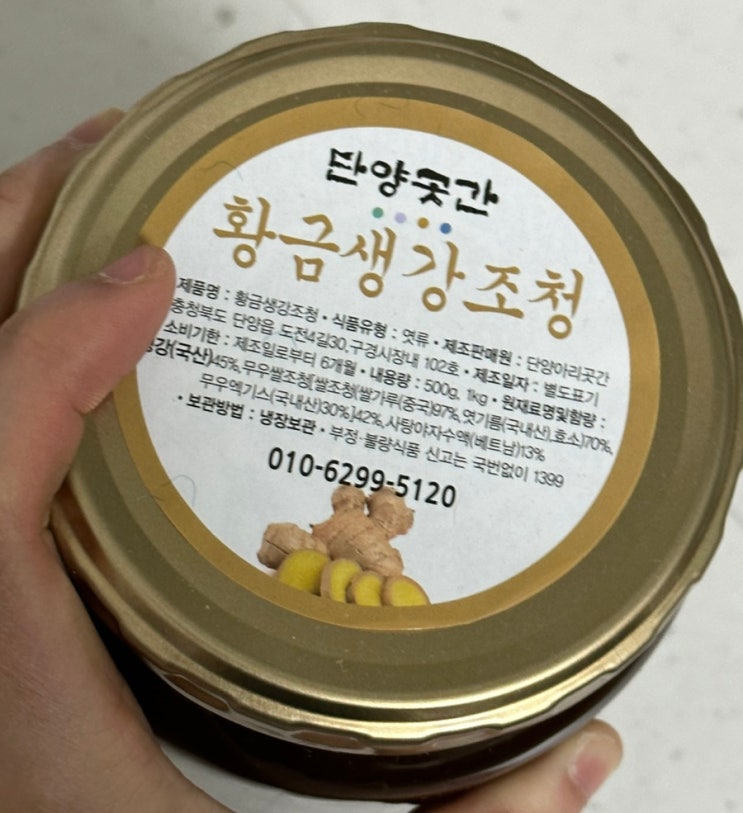 단양곳간
황금생강조청
제품명 : 황금생강조청 • 식품유형 : 엿류 • 제조판매원 : 단양아리곳간
충청북도 단양읍 도전4길30,구경시장내 102호 • 제조일자 : 별도표기
소비기한 : 제조일로부터 6개월 • 내용량 : 500g, 1kg • 원재료명및함량 :
강(국산)45%,무우쌀조청[쌀조청(쌀가루(중국)97%,엿기름(국내산),효소)70%,
무우엑기스(국내산)30%]42%,사탕야자수액(베트남)13%
• 보관방법 : 냉장보관 • 부정·불량식품 신고는 국번없이 1399
010-6299-5120